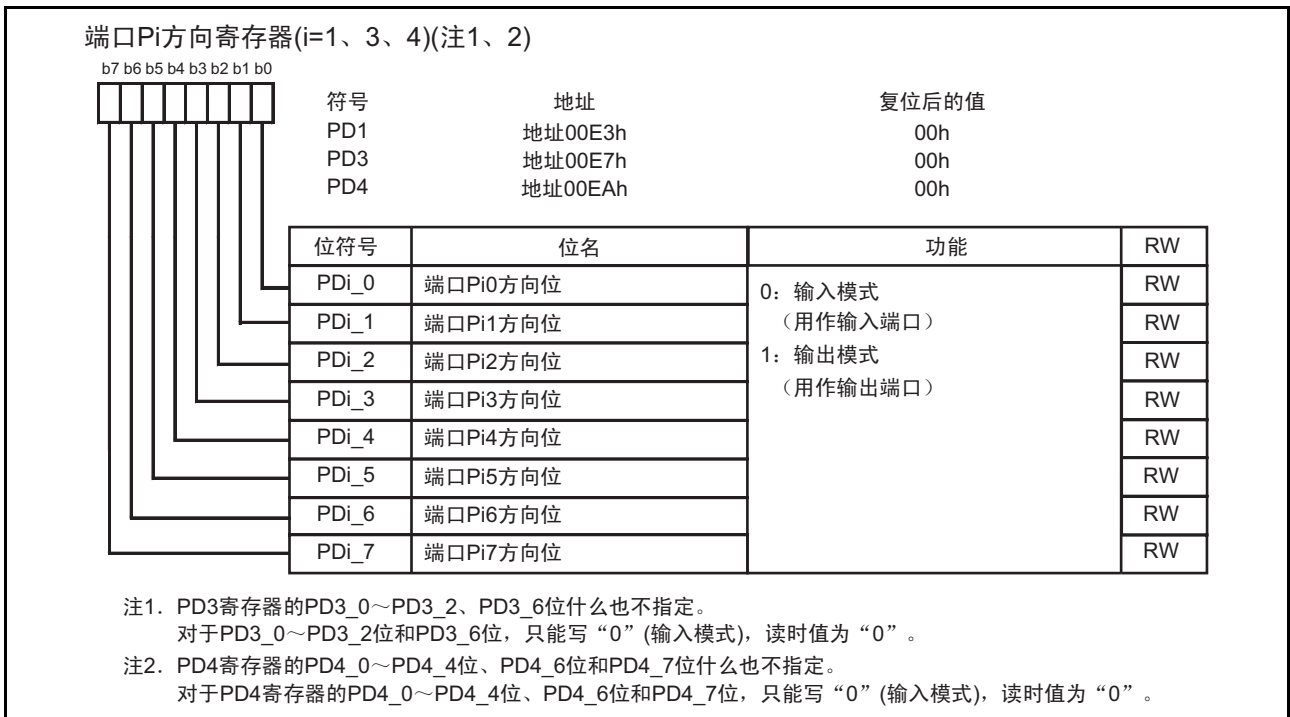 端口Pi方向寄存器(i=1、3、4)(注1、2)
b7 b6 b5 b4 b3 b2 b1 b0
符号 地址 复位后的值
PD1 地址00E3h 00h
PD3 地址00E7h 00h
PD4 地址00EAh 00h
位符号 位名 功能 RW
PDi_0 端口Pi0方向位 0：输入模式 RW
PDi_1 端口Pi1方向位 （用作输入端口） RW
PDi_2 端口Pi2方向位 1：输出模式 RW
PDi_3 端口Pi3方向位 （用作输出端口） RW
PDi_4 端口Pi4方向位 RW
PDi_5 端口Pi5方向位 RW
PDi_6 端口Pi6方向位 RW
PDi_7 端口Pi7方向位 RW
注1．PD3寄存器的PD3_0～PD3_2、PD3_6位什么也不指定。
对于PD3_0～PD3_2位和PD3_6位，只能写“0”(输入模式)，读时值为“0”。
注2．PD4寄存器的PD4_0～PD4_4位、PD4_6位和PD4_7位什么也不指定。
对于PD4寄存器的PD4_0～PD4_4位、PD4_6位和PD4_7位，只能写“0”(输入模式)，读时值为“0”。